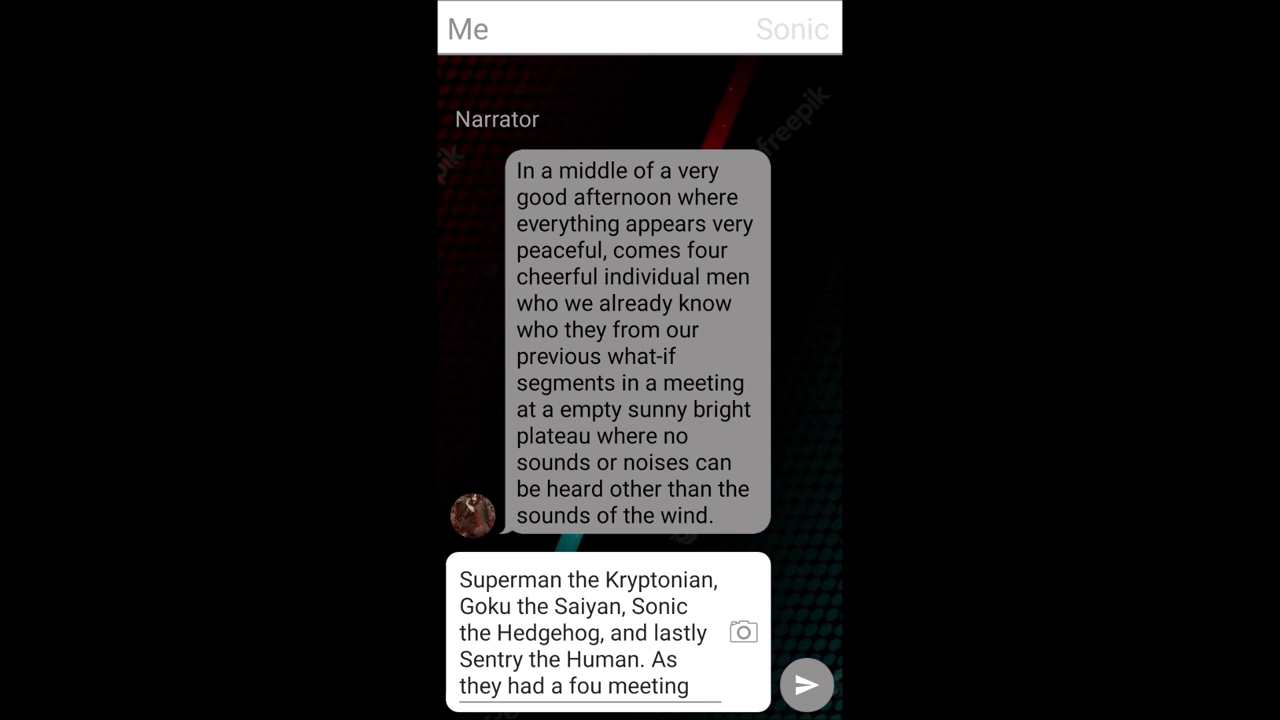 Me
Sonic
freepik
Narrator
In a middle of a very
good afternoon where
everything appears very
peaceful, comes four
cheerful individual men
who we already know
who they from our
previous what-if
segments in a meeting
at a empty sunny bright
plateau where no
sounds or noises can
be heard other than the
sounds of the wind.
Superman the Kryptonian,
Goku the Saiyan, Sonic
the Hedgehog, and lastly
Sentry the Human. As
they had a fou meeting